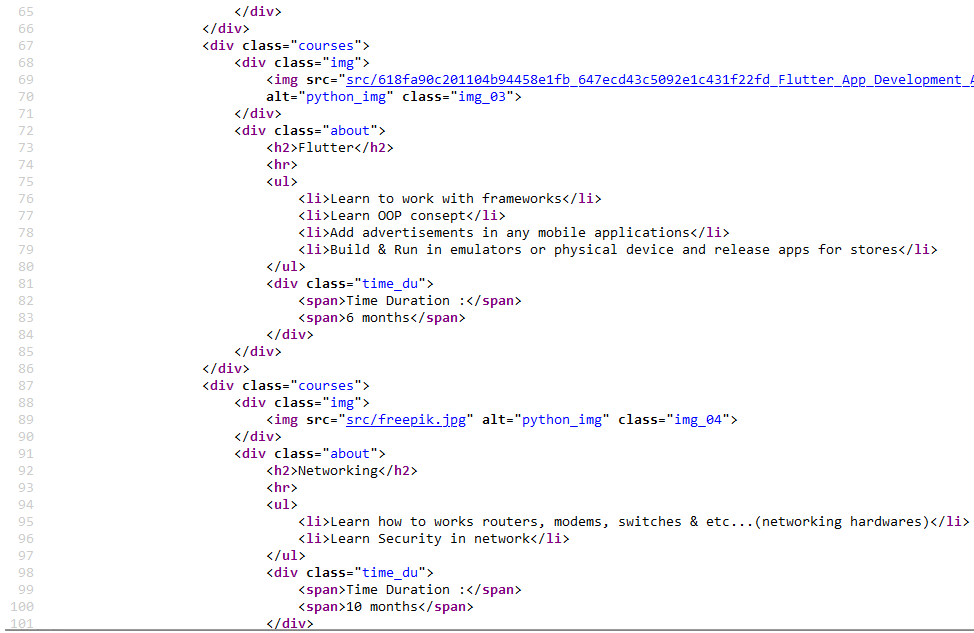 65 </div>
66 </div>
67 <div class="courses">
68 <div class="img">
69 <img src="src/618fa90c201104b94458e1fb_647ecd43c5092e1c431f22fd_Flutter_App_Development_A
70 alt="python_img" class="img_03">
71 </div>
72 <div class="about">
73 <h2>Flutter</h2>
74 <hr>
75 <ul>
76 <li>Learn to work with frameworks</li>
77 <li>Learn OOP consept</li>
78 <li>Add advertisements in any mobile applications</li>
79 <li>Build & Run in emulators or physical device and release apps for stores</li>
80 </ul>
81 <div class="time_du">
82 <span>Time Duration :</span>
83 <span>6 months</span>
84 </div>
85 </div>
86 </div>
87 <div class="courses">
88 <div class="img">
89 <img src="src/freepik.jpg" alt="python_img" class="img_04">
90 </div>
91 <div class="about">
92 <h2>Networking</h2>
93 <hr>
94 <ul>
95 <li>Learn how to works routers, modems, switches & etc...(networking hardwares)</li>
96 <li>Learn Security in network</li>
97 </ul>
98 <div class="time_du">
99 <span>Time Duration :</span>
100 <span>10 months</span>
101 </div>